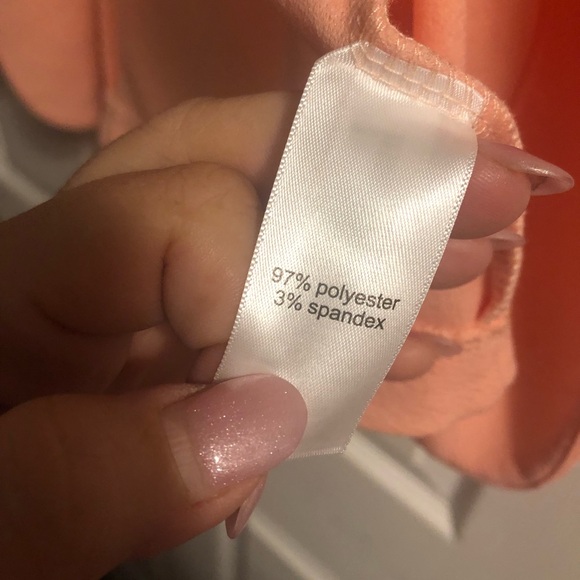 97% polyester
3% spandex